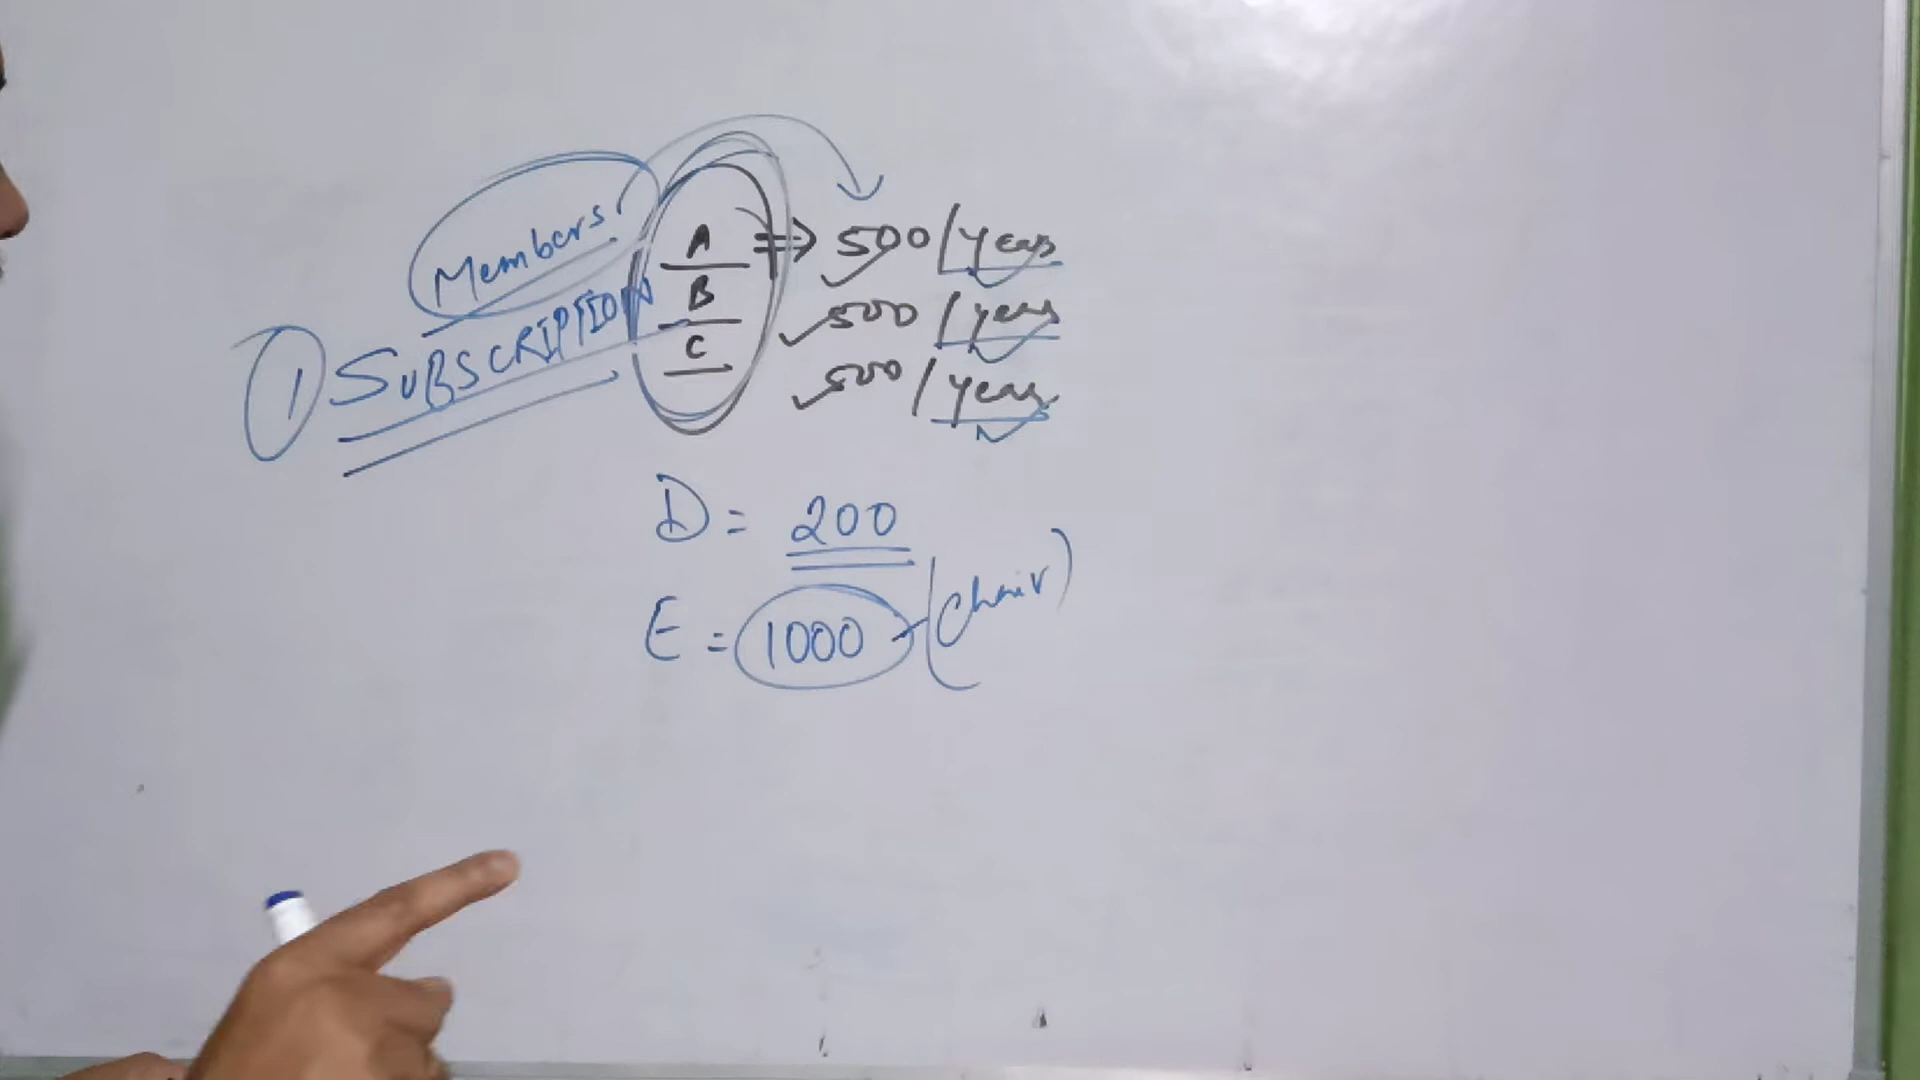 Members
① SUBSCRIPTION
A ⇒ 500/year
B 500/year
C 500/year
D = 200
E = 1000 - (chair)